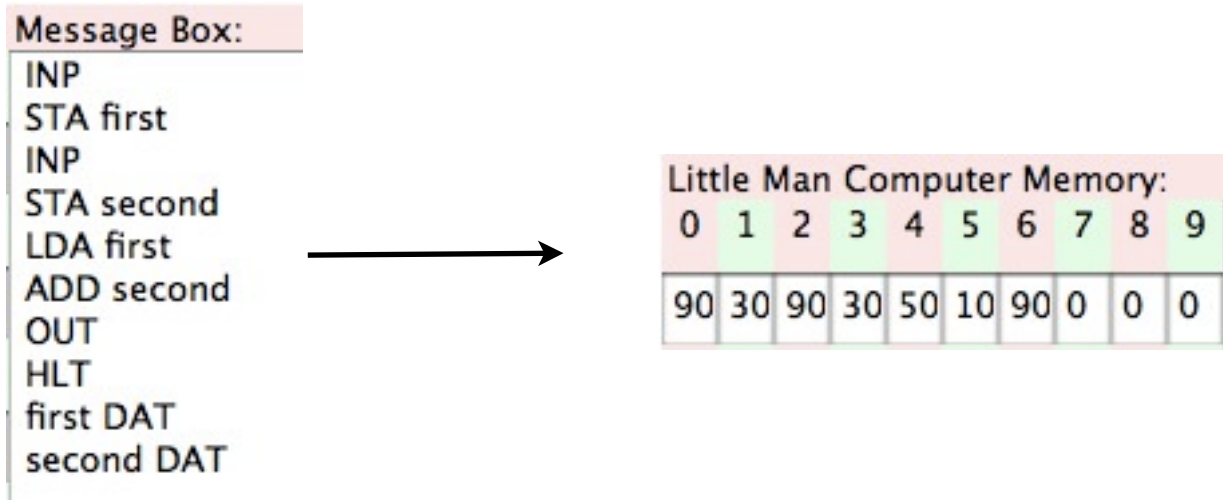 Message Box:
INP
STA first
INP
STA second
LDA first
ADD second
OUT
HLT
first DAT
second DAT
Little Man Computer Memory:
0 1 2 3 4 5 6 7 8 9
90 30 90 30 50 10 90 0 0 0